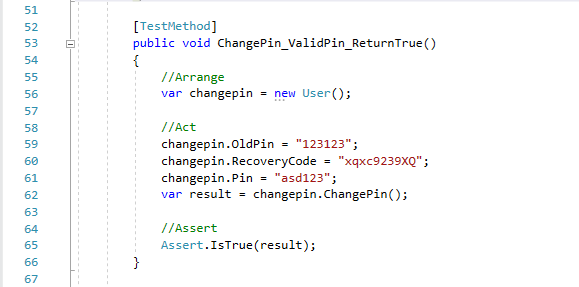 51
52 [TestMethod]
53 public void ChangePin_ValidPin_ReturnTrue()
54 {
55 //Arrange
56 var changepin = new User();
57
58 //Act
59 changepin.OldPin = "123123";
60 changepin.RecoveryCode = "xqxc9239XQ";
61 changepin.Pin = "asd123";
62 var result = changepin.ChangePin();
63
64 //Assert
65 Assert.IsTrue(result);
66 }
67